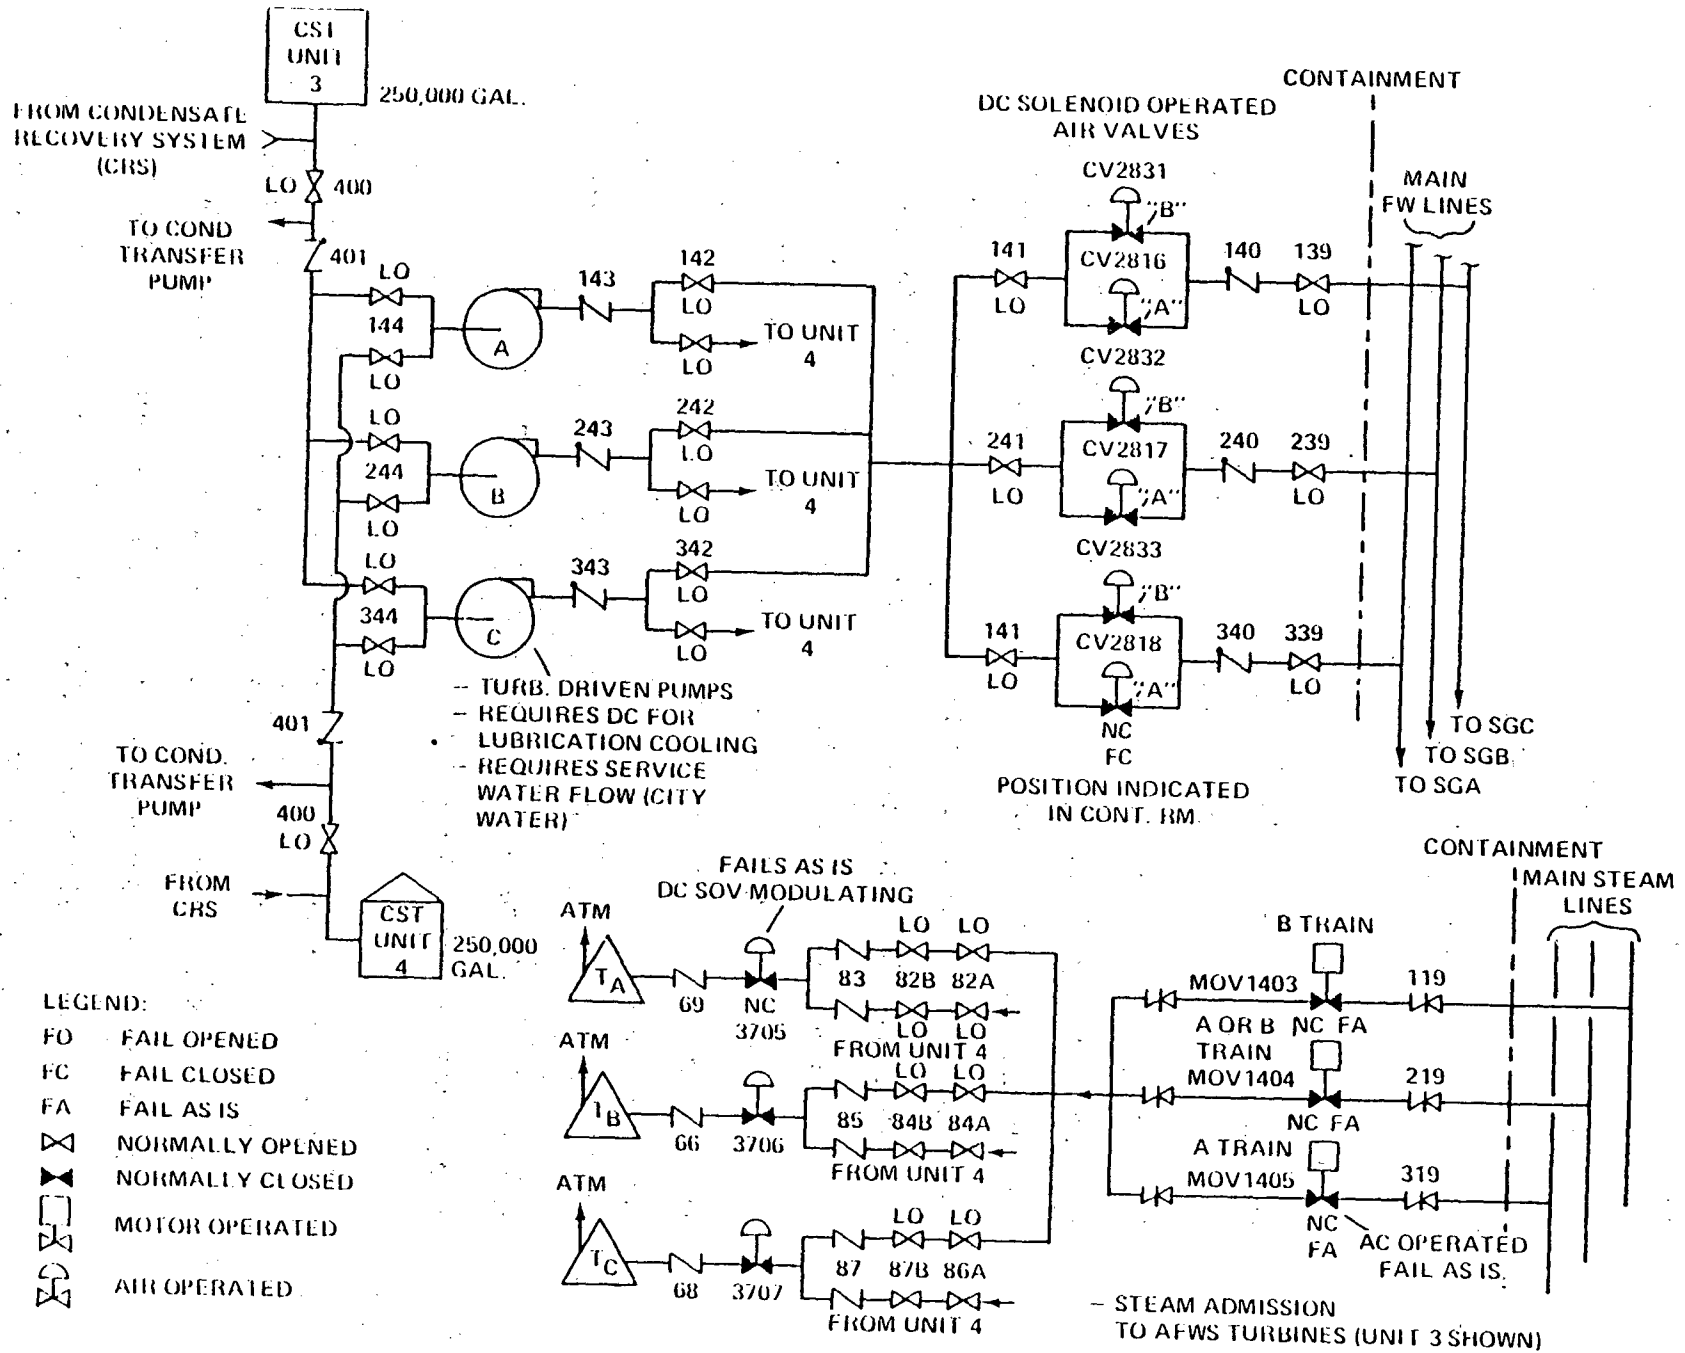 CST
UNIT
3
250,000 GAL.
FROM CONDENSATE
RECOVERY SYSTEM
(CRS)
LO 400
TO COND
TRANSFER
PUMP
401
LO
144
LO
A
143
142
LO
LO
TO UNIT
4
LO
244
LO
B
243
242
LO
LO
TO UNIT
4
LO
344
LO
C
343
342
LO
LO
TO UNIT
4
– TURB. DRIVEN PUMPS
– REQUIRES DC FOR
LUBRICATION COOLING
– REQUIRES SERVICE
WATER FLOW (CITY
WATER)
401
TO COND.
TRANSFER
PUMP
400
LO
FROM
CRS
CST
UNIT
4
250,000
GAL.
CONTAINMENT
DC SOLENOID OPERATED
AIR VALVES
MAIN
FW LINES
CV2831
"B"
141
LO
CV2816
"A"
140
139
LO
CV2832
"B"
241
LO
CV2817
"A"
240
239
LO
CV2833
"B"
141
LO
CV2818
"A"
340
339
LO
NC
FC
POSITION INDICATED
IN CONT. RM.
TO SGC
TO SGB
TO SGA
FAILS AS IS
DC SOV MODULATING
ATM
TA
69
NC
3705
LO LO
83 82B 82A
LO LO
FROM UNIT 4
ATM
TB
66
3706
LO LO
85 84B 84A
FROM UNIT 4
ATM
TC
68
3707
LO LO
87 87B 86A
FROM UNIT 4
CONTAINMENT
MAIN STEAM
LINES
B TRAIN
MOV1403
119
NC FA
A OR B
TRAIN
MOV1404
219
NC FA
A TRAIN
MOV1405
319
NC
FA
AC OPERATED
FAIL AS IS.
– STEAM ADMISSION
TO AFWS TURBINES (UNIT 3 SHOWN)
LEGEND:
FO FAIL OPENED
FC FAIL CLOSED
FA FAIL AS IS
NORMALLY OPENED
NORMALLY CLOSED
MOTOR OPERATED
AIR OPERATED